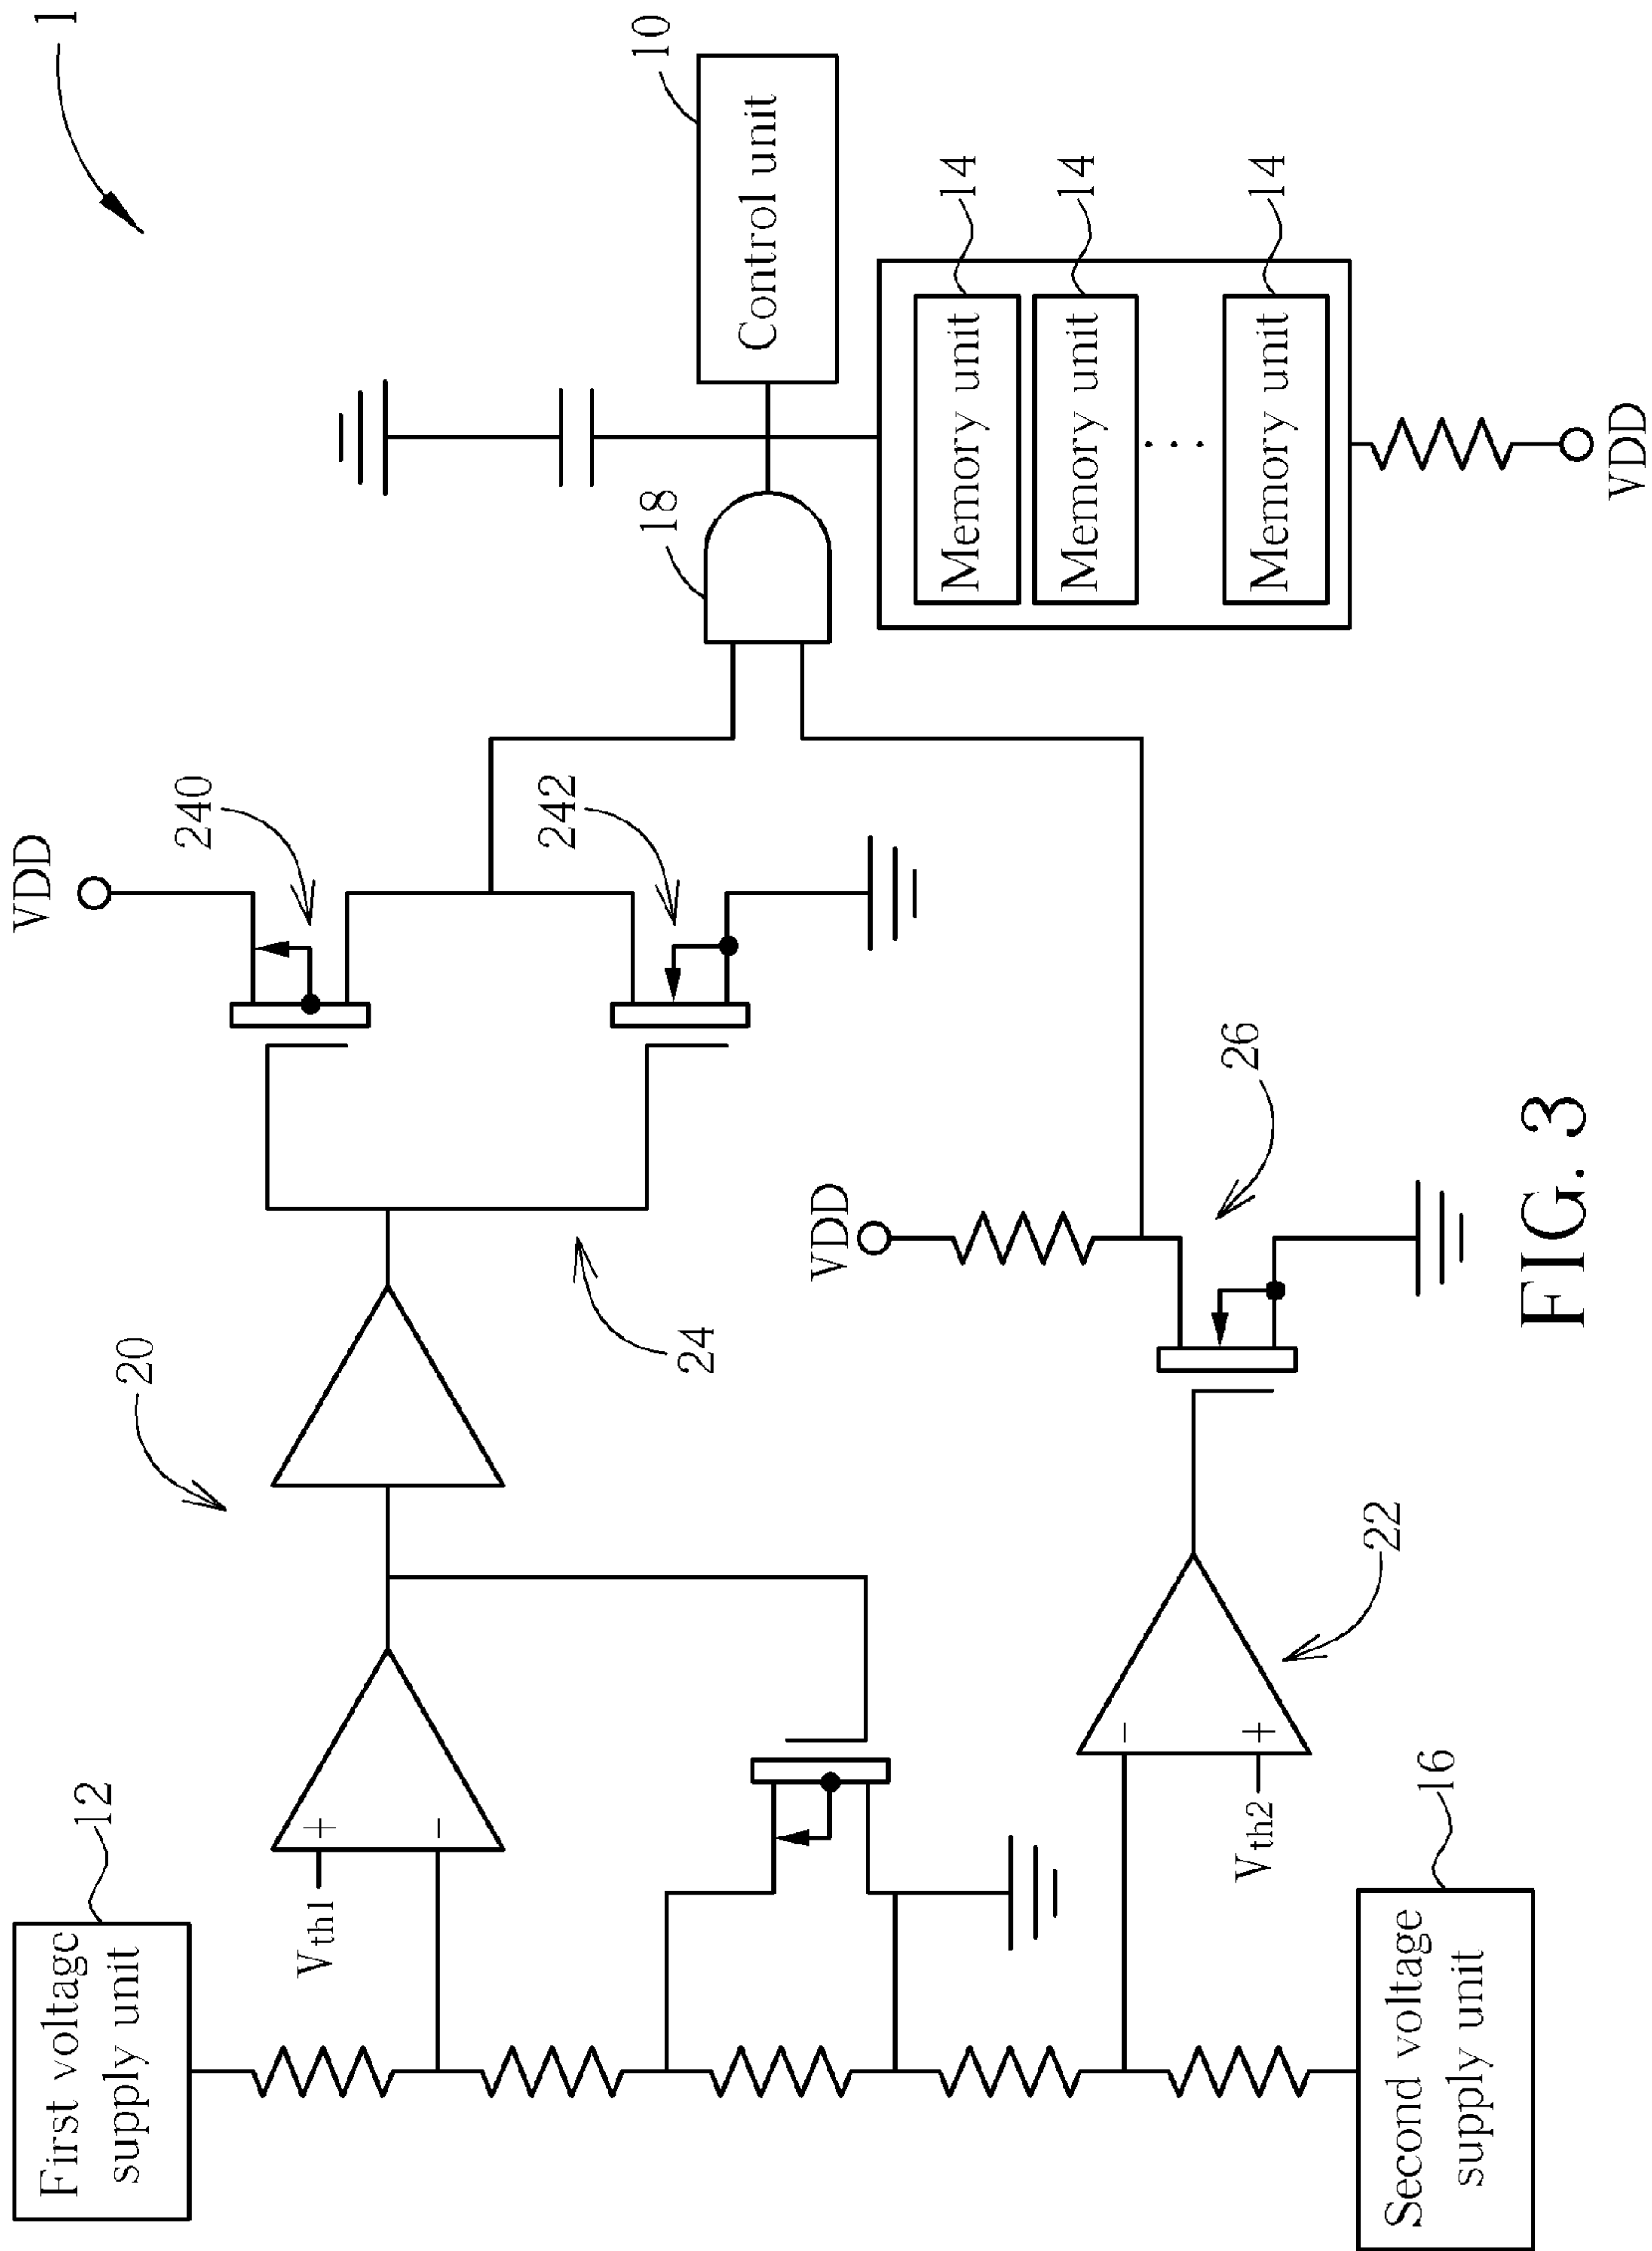 1
First voltage
supply unit
12
Vth1
20
24
VDD
240
242
18
10
Control unit
Memory unit
14
Memory unit
14
...
Memory unit
14
VDD
Second voltage
supply unit
16
Vth2
22
VDD
26
FIG. 3